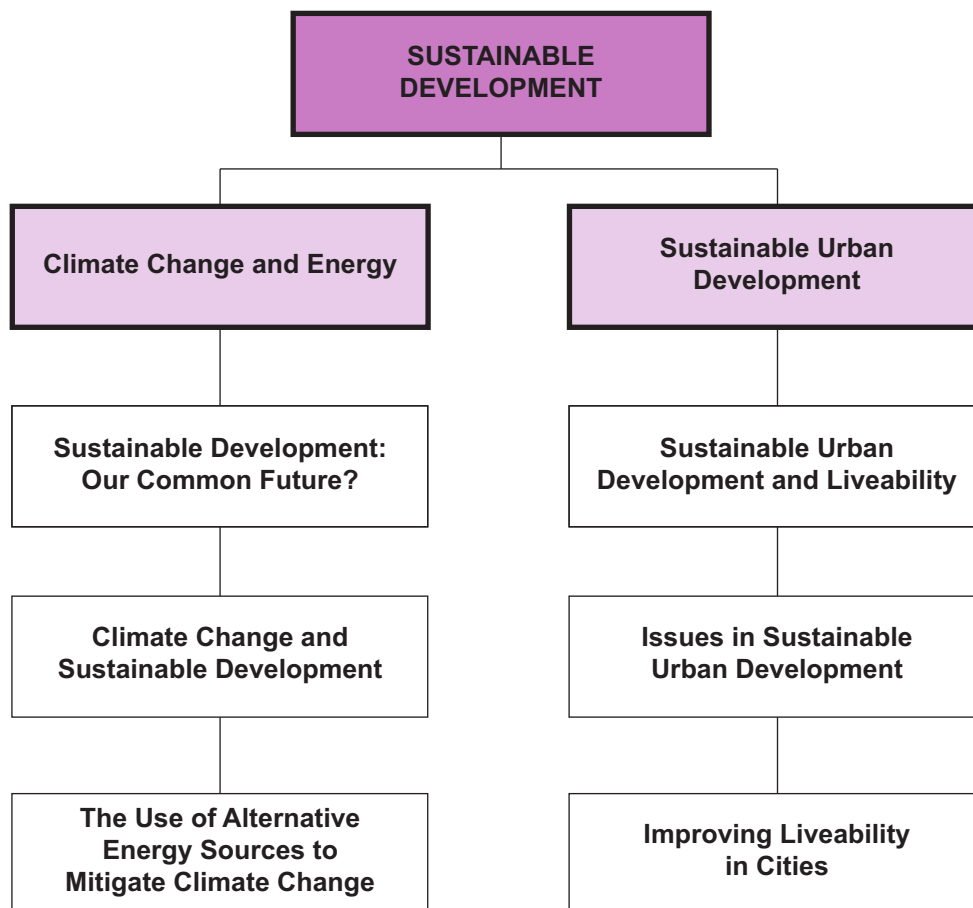 SUSTAINABLE
DEVELOPMENT
Climate Change and Energy
Sustainable Urban
Development
Sustainable Development:
Our Common Future?
Sustainable Urban
Development and Liveability
Climate Change and
Sustainable Development
Issues in Sustainable
Urban Development
The Use of Alternative
Energy Sources to
Mitigate Climate Change
Improving Liveability
in Cities